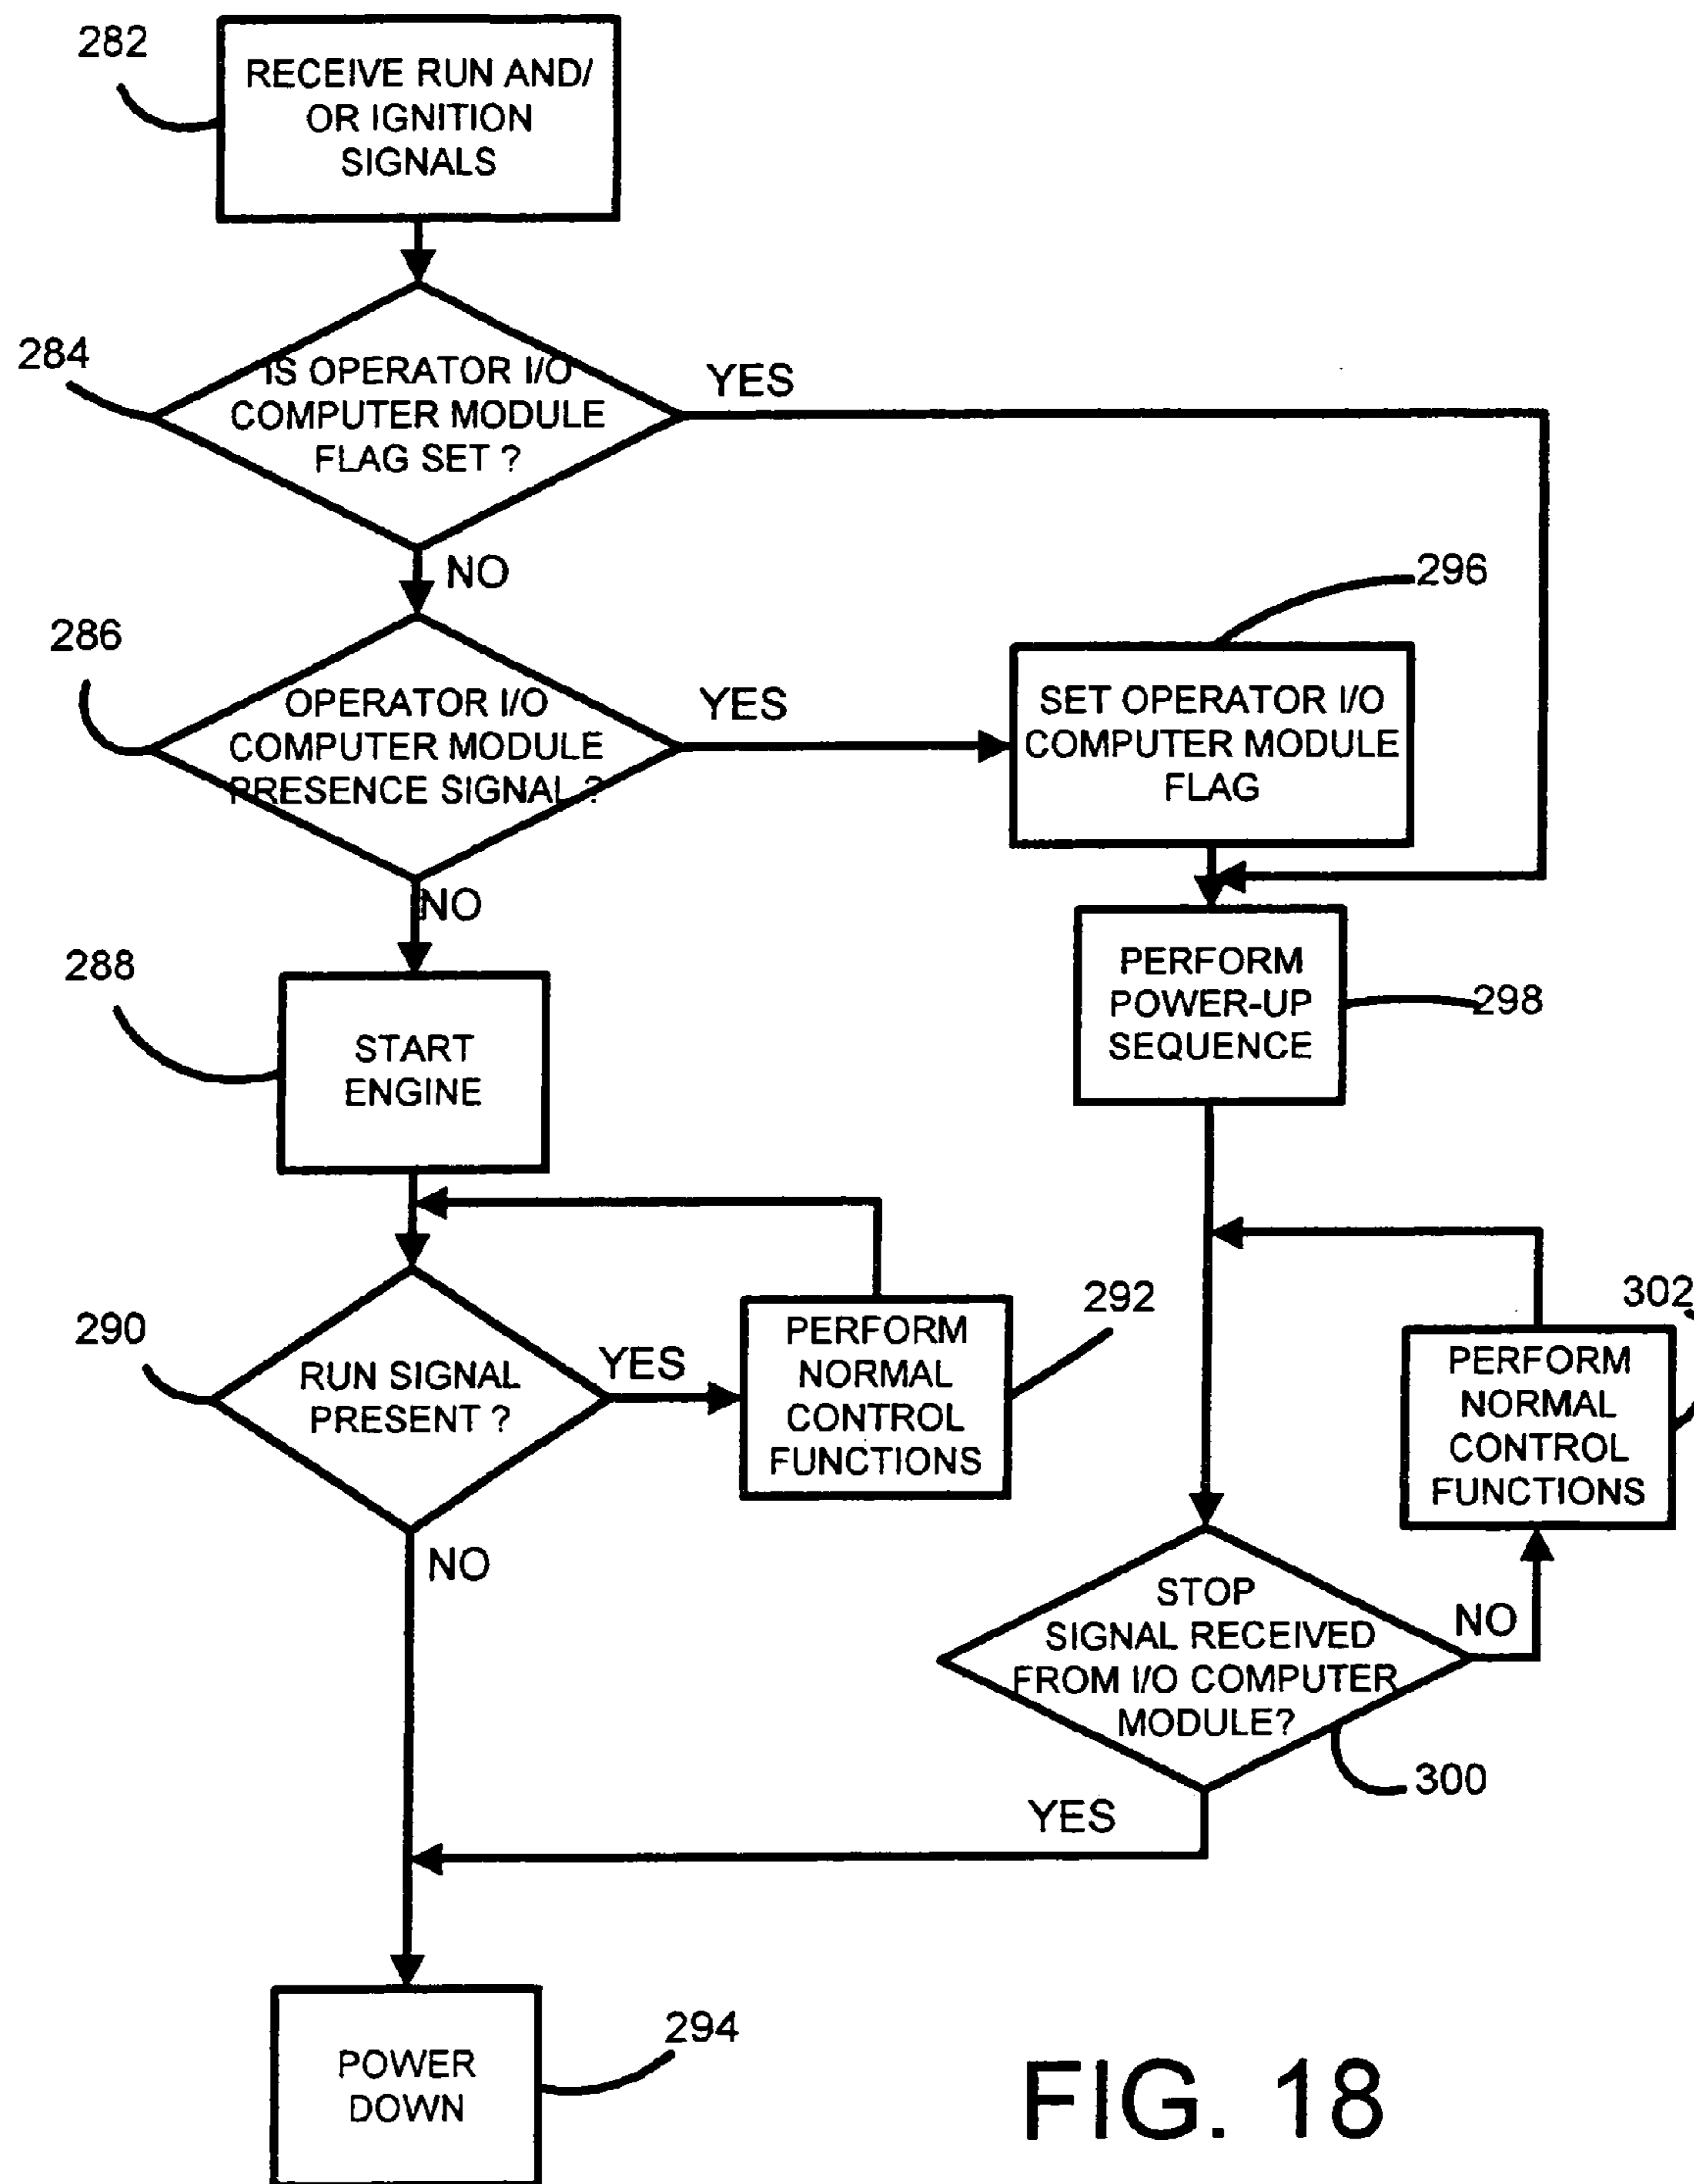 282
RECEIVE RUN AND/
OR IGNITION
SIGNALS
284
IS OPERATOR I/O
COMPUTER MODULE
FLAG SET ?
YES
NO
286
OPERATOR I/O
COMPUTER MODULE
PRESENCE SIGNAL ?
YES
296
SET OPERATOR I/O
COMPUTER MODULE
FLAG
NO
288
START
ENGINE
PERFORM
POWER-UP
SEQUENCE
298
290
RUN SIGNAL
PRESENT ?
YES
292
PERFORM
NORMAL
CONTROL
FUNCTIONS
302
PERFORM
NORMAL
CONTROL
FUNCTIONS
NO
STOP
SIGNAL RECEIVED
FROM I/O COMPUTER
MODULE?
NO
300
YES
294
POWER
DOWN
FIG. 18